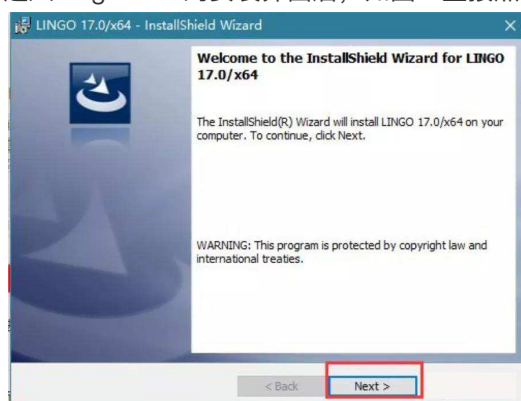 LINGO 17.0/x64 - InstallShield Wizard
Welcome to the InstallShield Wizard for LINGO
17.0/x64
The InstallShield(R) Wizard will install LINGO 17.0/x64 on your
computer. To continue, click Next.
WARNING: This program is protected by copyright law and
international treaties.
< Back
Next >